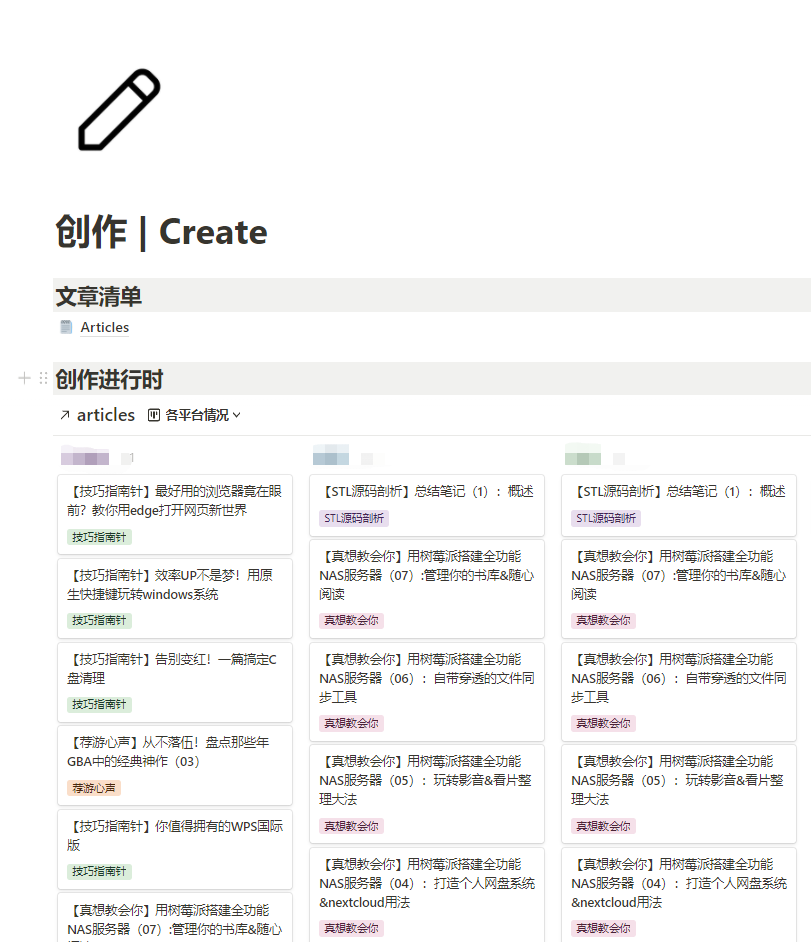 创作 | Create
文章清单
Articles
创作进行时
articles 各平台情况
【技巧指南针】最好用的浏览器竟在眼
前？教你用edge打开网页新世界
技巧指南针
【技巧指南针】效率UP不是梦！用原
生快捷键玩转windows系统
技巧指南针
【技巧指南针】告别变红！一篇搞定C
盘清理
技巧指南针
【荐游心声】从不落伍！盘点那些年
GBA中的经典神作（03）
荐游心声
【技巧指南针】你值得拥有的WPS国际
版
技巧指南针
【真想教会你】用树莓派搭建全功能
NAS服务器（07）:管理你的书库&随心
【STL源码剖析】总结笔记（1）：概述
STL源码剖析
【真想教会你】用树莓派搭建全功能
NAS服务器（07）:管理你的书库&随心
阅读
真想教会你
【真想教会你】用树莓派搭建全功能
NAS服务器（06）：自带穿透的文件同
步工具
真想教会你
【真想教会你】用树莓派搭建全功能
NAS服务器（05）：玩转影音&看片整
理大法
真想教会你
【真想教会你】用树莓派搭建全功能
NAS服务器（04）：打造个人网盘系统
&nextcloud用法
真想教会你
【STL源码剖析】总结笔记（1）：概述
STL源码剖析
【真想教会你】用树莓派搭建全功能
NAS服务器（07）:管理你的书库&随心
阅读
真想教会你
【真想教会你】用树莓派搭建全功能
NAS服务器（06）：自带穿透的文件同
步工具
真想教会你
【真想教会你】用树莓派搭建全功能
NAS服务器（05）：玩转影音&看片整
理大法
真想教会你
【真想教会你】用树莓派搭建全功能
NAS服务器（04）：打造个人网盘系统
&nextcloud用法
真想教会你